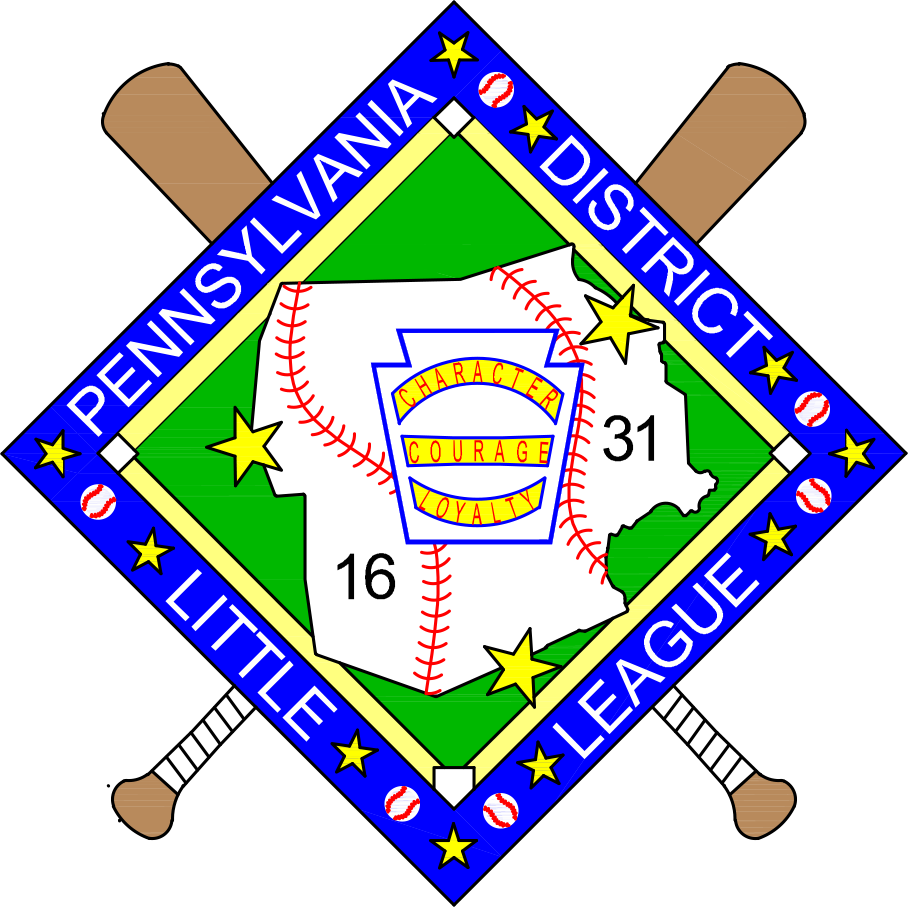 PENNSYLVANIA
DISTRICT
CHARACTER
COURAGE
LOYALTY
31
16
LITTLE
LEAGUE